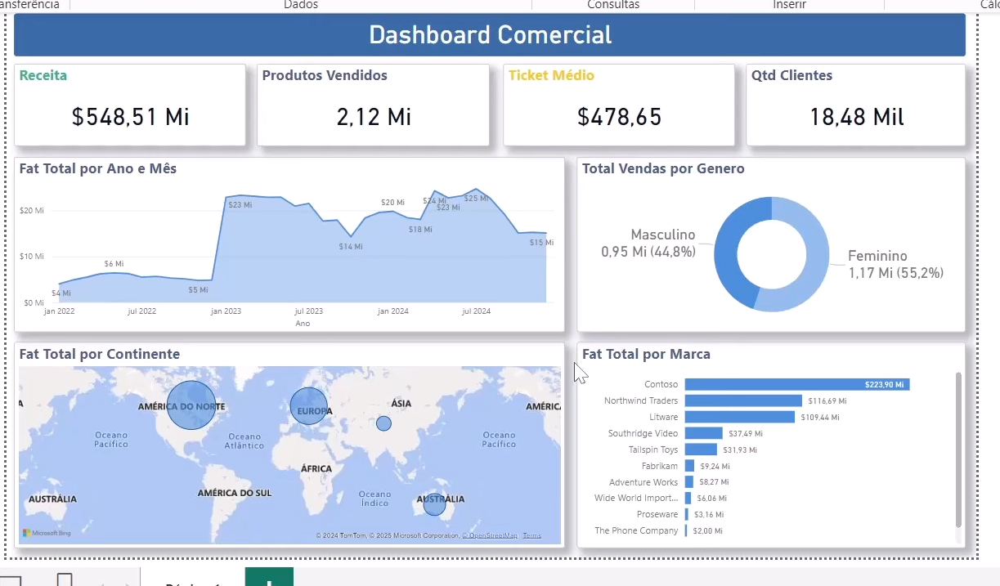 Dados
Consultas
Inserir
Dashboard Comercial
Receita
$548,51 Mi
Produtos Vendidos
2,12 Mi
Ticket Médio
$478,65
Qtd Clientes
18,48 Mil
Fat Total por Ano e Mês
$20 Mi
$10 Mi
$0 Mi
$4 Mi
$6 Mi
$5 Mi
$23 Mi
$14 Mi
$20 Mi
$18 Mi
$24 Mi
$23 Mi
$25 Mi
$15 Mi
jan 2022
jul 2022
jan 2023
jul 2023
jan 2024
jul 2024
Ano
Total Vendas por Genero
Masculino
0,95 Mi (44,8%)
Feminino
1,17 Mi (55,2%)
Fat Total por Continente
AMÉRICA DO NORTE
EUROPA
ÁSIA
Oceano
Pacífico
Oceano
Atlântico
Oceano
Pacífico
ÁFRICA
AMÉRICA DO SUL
Oceano
Índico
AUSTRÁLIA
AUSTRÁLIA
Microsoft Bing
© 2024 TomTom, © 2025 Microsoft Corporation, © OpenStreetMap Terms
Fat Total por Marca
Contoso $223,90 Mi
Northwind Traders $116,69 Mi
Litware $109,44 Mi
Southridge Video $37,49 Mi
Tailspin Toys $31,93 Mi
Fabrikam $9,24 Mi
Adventure Works $8,27 Mi
Wide World Import... $6,06 Mi
Proseware $3,16 Mi
The Phone Company $2,00 Mi